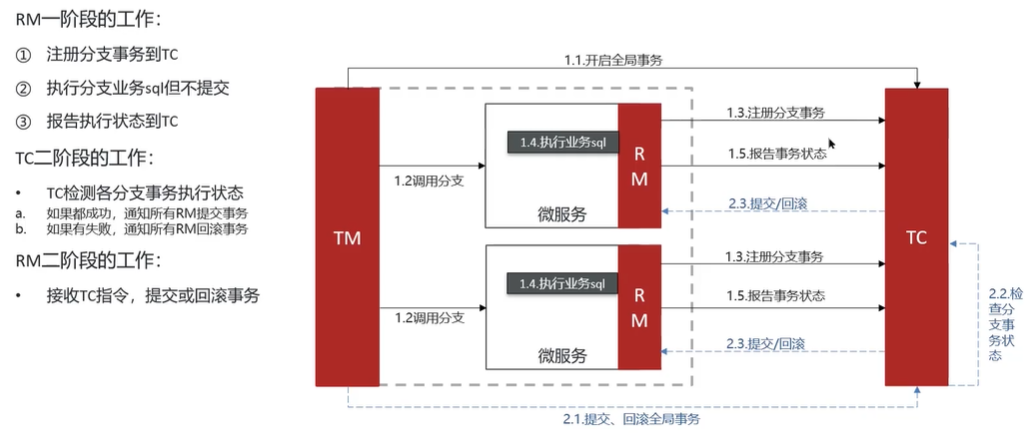 RM一阶段的工作：
① 注册分支事务到TC
② 执行分支业务sql但不提交
③ 报告执行状态到TC
TC二阶段的工作：
• TC检测各分支事务执行状态
a. 如果都成功，通知所有RM提交事务
b. 如果有失败，通知所有RM回滚事务
RM二阶段的工作：
• 接收TC指令，提交或回滚事务
1.1.开启全局事务
TM
1.2调用分支
1.4.执行业务sql
RM
微服务
1.3.注册分支事务
1.5.报告事务状态
2.3.提交/回滚
1.2调用分支
1.4.执行业务sql
RM
微服务
1.3.注册分支事务
1.5.报告事务状态
2.3.提交/回滚
TC
2.2.检
查分
支事
务状
态
2.1.提交、回滚全局事务